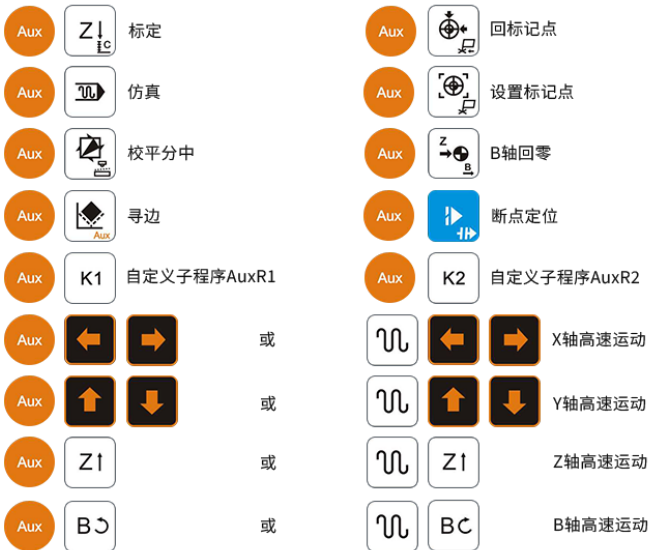 Aux Z C 标定 Aux 回标记点
Aux 仿真 Aux 设置标记点
Aux 校平分中 Aux Z B B轴回零
Aux Aux 寻边 Aux 断点定位
Aux K1 自定义子程序AuxR1 Aux K2 自定义子程序AuxR2
Aux 或 X轴高速运动
Aux 或 Y轴高速运动
Aux Z 或 Z Z轴高速运动
Aux B 或 B B轴高速运动